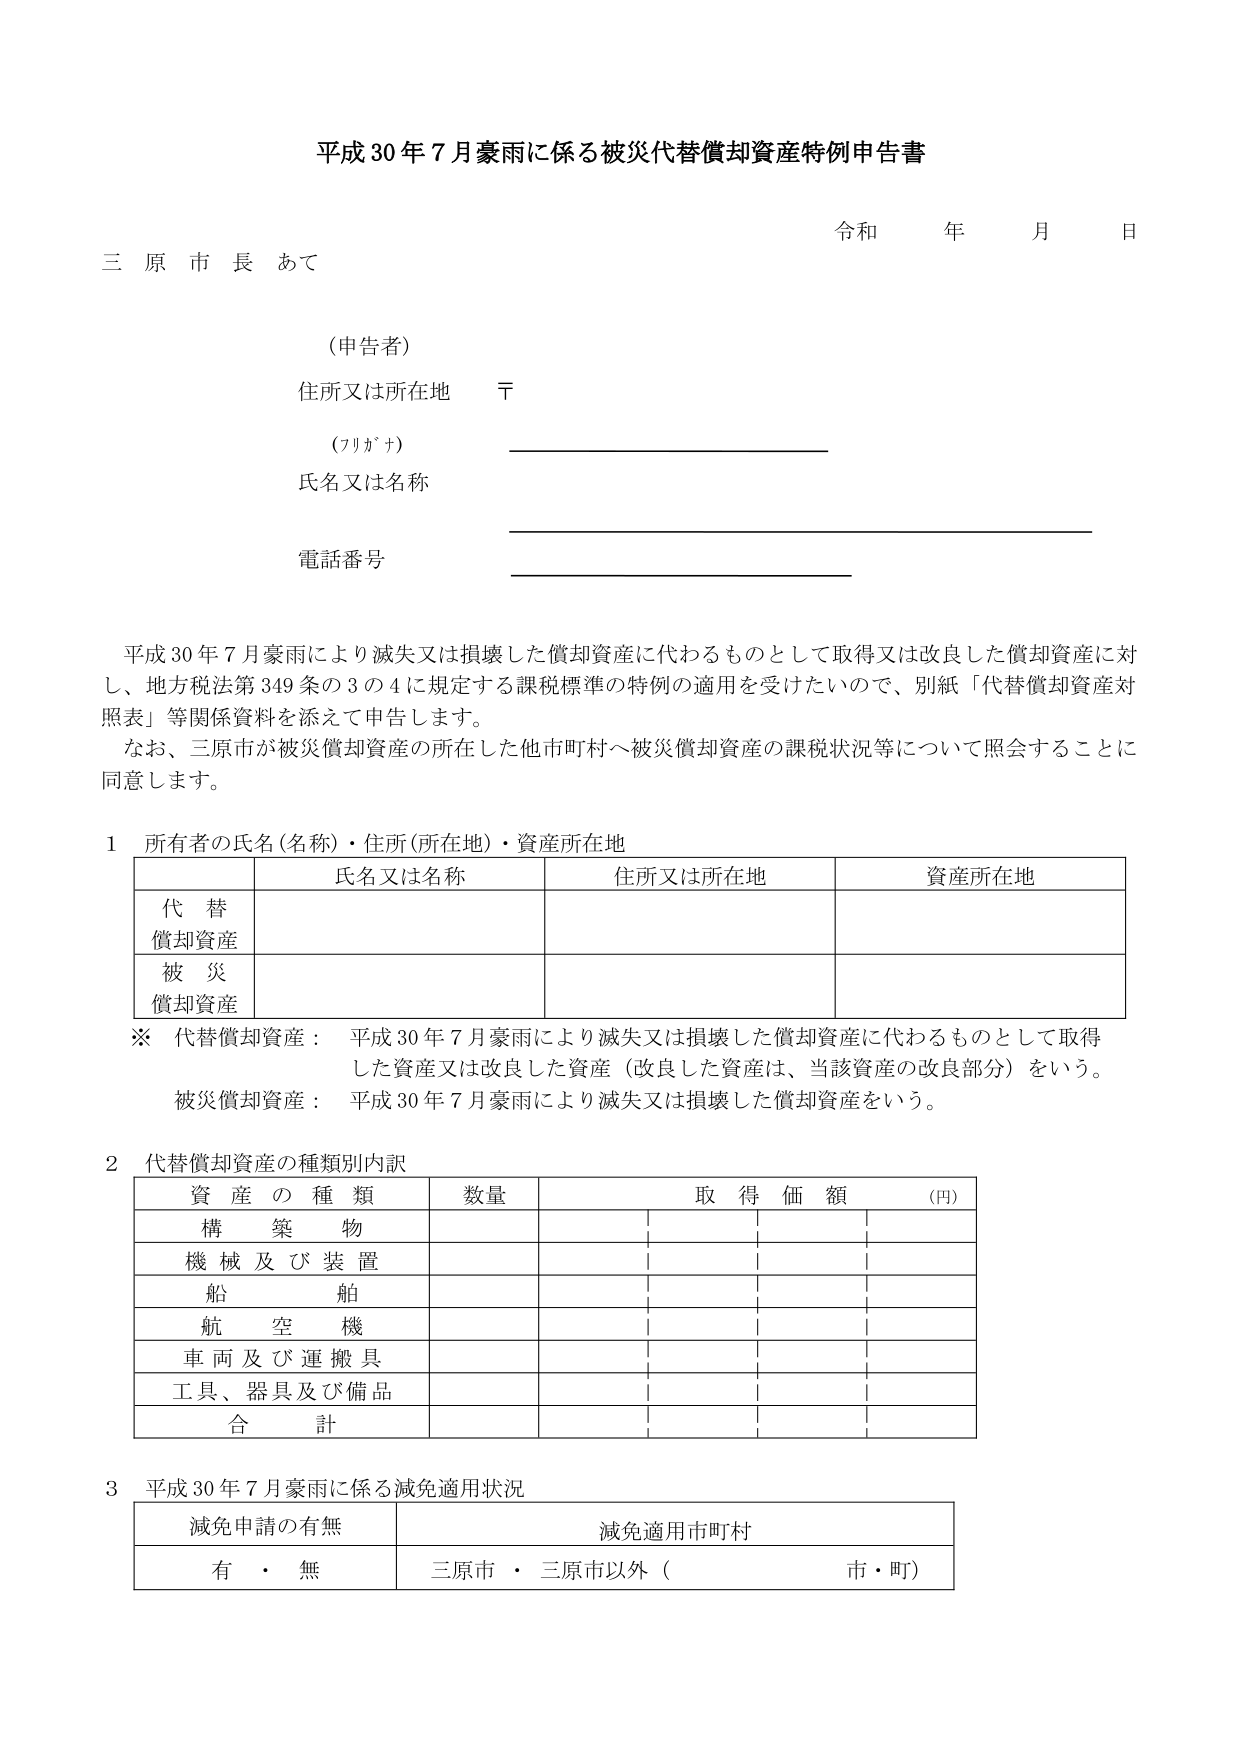 平成30年7月豪雨に係る被災代替償却資産特例申告書
令和　　　年　　　月　　　日
三　原　市　長　あて
（申告者）
住所又は所在地　　〒
(ﾌﾘｶﾞﾅ)
氏名又は名称
電話番号
平成30年7月豪雨により滅失又は損壊した償却資産に代わるものとして取得又は改良した償却資産に対
し、地方税法第349条の3の4に規定する課税標準の特例の適用を受けたいので、別紙「代替償却資産対
照表」等関係資料を添えて申告します。
なお、三原市が被災償却資産の所在した他市町村へ被災償却資産の課税状況等について照会することに
同意します。
1　所有者の氏名(名称)・住所(所在地)・資産所在地
氏名又は名称　住所又は所在地　資産所在地
代　替
償却資産
被　災
償却資産
※　代替償却資産：　平成30年7月豪雨により滅失又は損壊した償却資産に代わるものとして取得
した資産又は改良した資産（改良した資産は、当該資産の改良部分）をいう。
被災償却資産：　平成30年7月豪雨により滅失又は損壊した償却資産をいう。
2　代替償却資産の種類別内訳
資　産　の　種　類　数量　取　得　価　額　(円)
構　築　物
機　械　及　び　装　置
船　舶
航　空　機
車　両　及　び　運　搬　具
工具、器具及び備品
合　計
3　平成30年7月豪雨に係る減免適用状況
減免申請の有無　減免適用市町村
有　・　無　三原市　・　三原市以外（　　　　　　　　市・町）